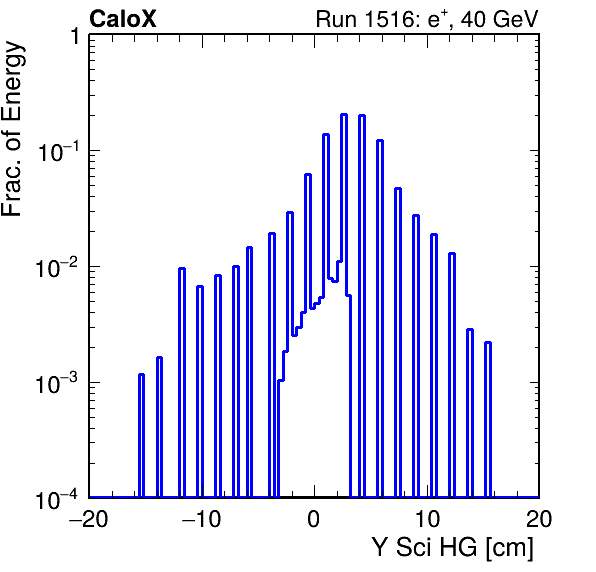 CaloX Run 1516: e⁺, 40 GeV
Frac. of Energy
1
10⁻¹
10⁻²
10⁻³
10⁻⁴
−20 −10 0 10 20
Y Sci HG [cm]